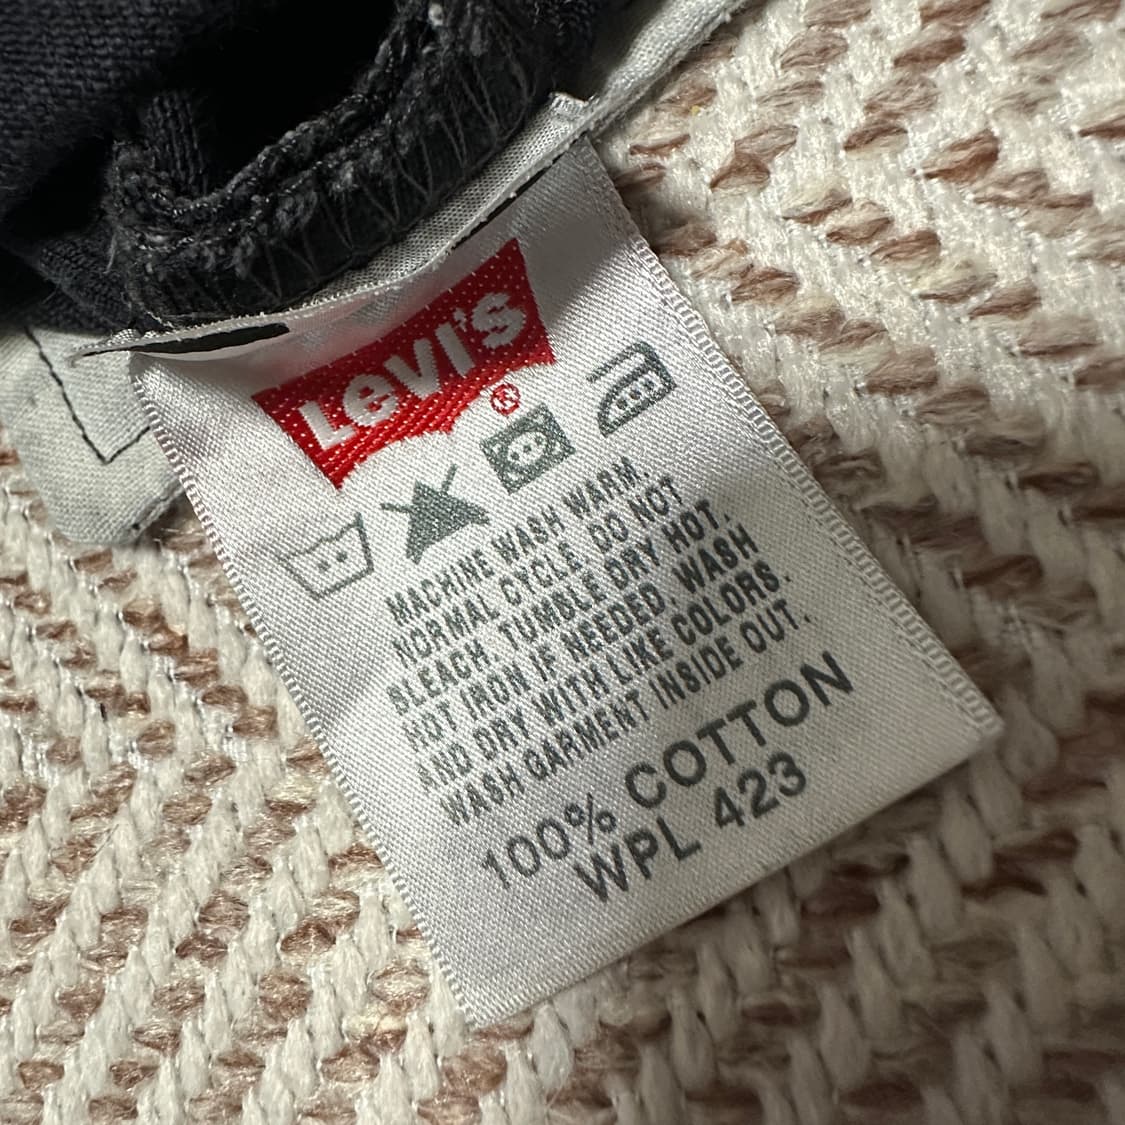 LeVI'S
®
MACHINE WASH WARM.
NORMAL CYCLE. DO NOT
BLEACH. TUMBLE DRY HOT.
HOT IRON IF NEEDED. WASH
AND DRY WITH LIKE COLORS.
WASH GARMENT INSIDE OUT.
100% COTTON
WPL 423